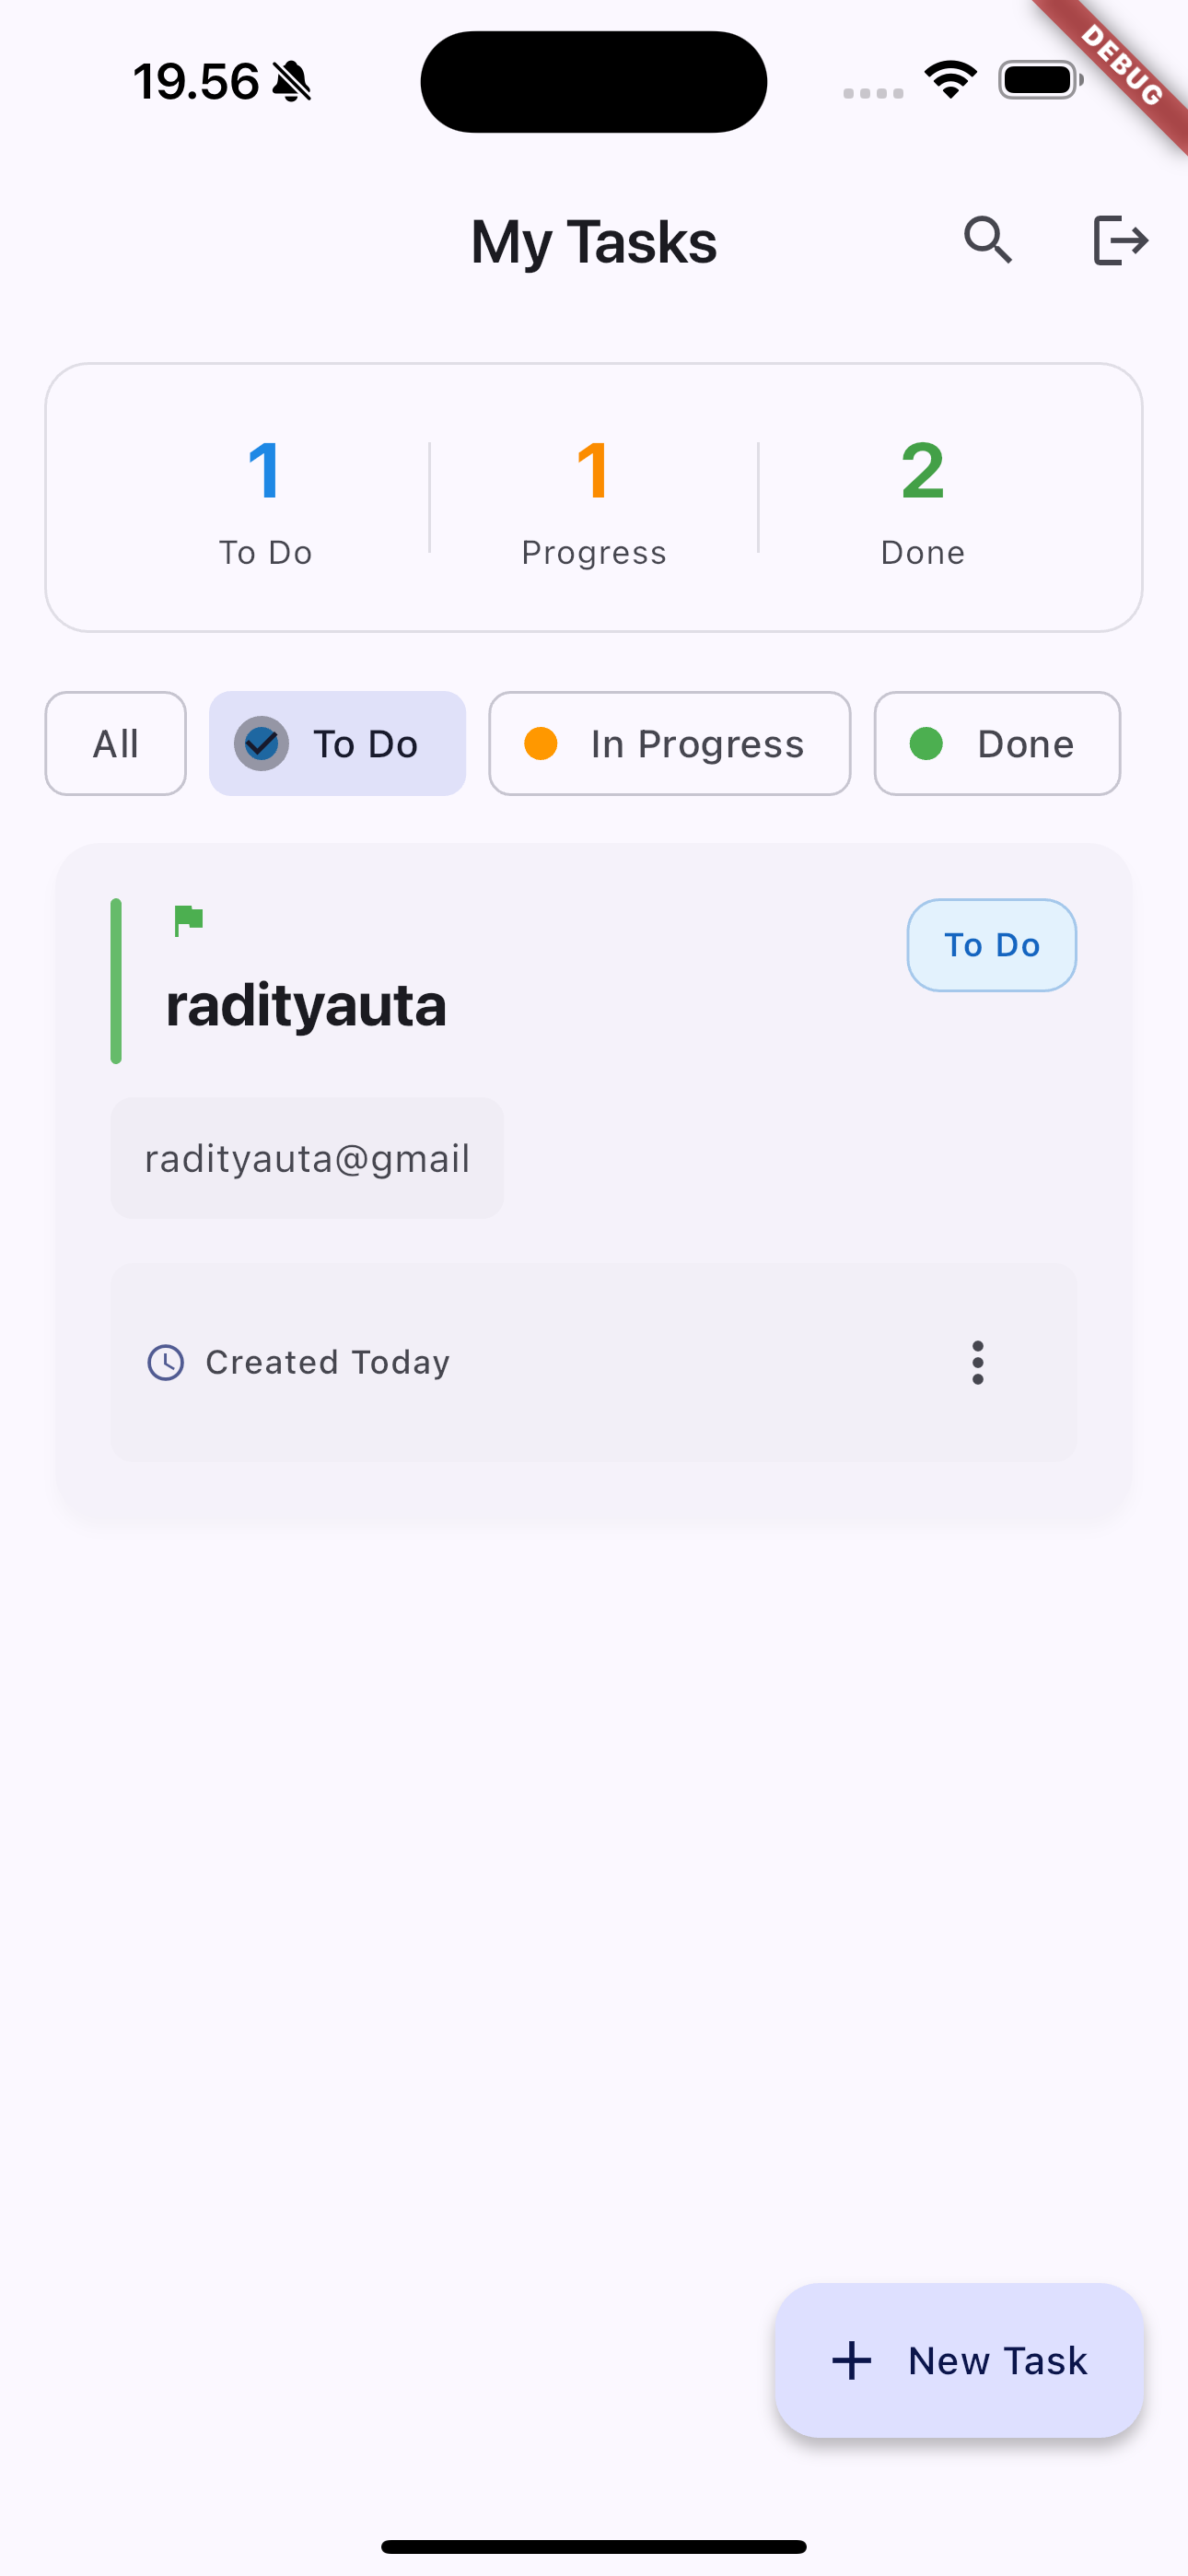 19.56
DEBUG
My Tasks
1
1
2
To Do
Progress
Done
All
To Do
In Progress
Done
To Do
radityauta
radityauta@gmail
Created Today
New Task